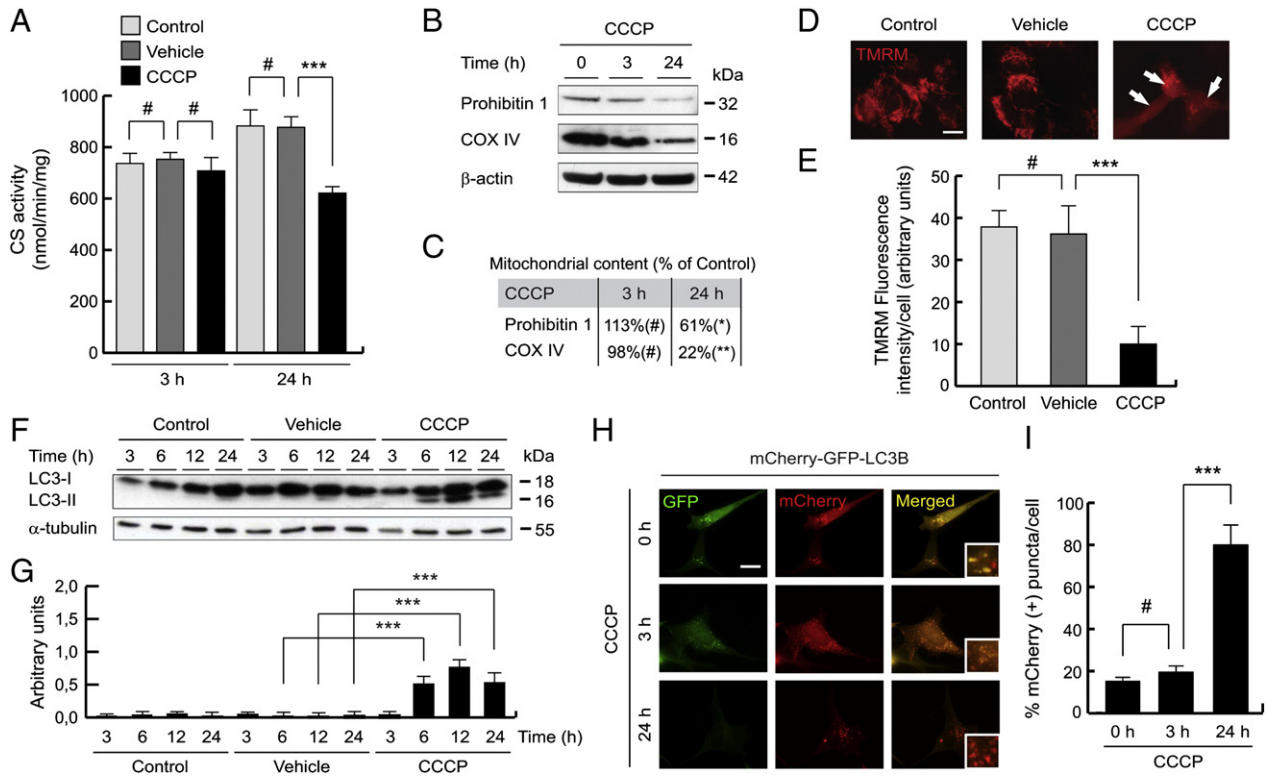 A
Control
Vehicle
CCCP
# # # ***
CS activity
(nmol/min/mg)
1000
800
600
400
200
0
3 h 24 h
B
CCCP
Time (h) 0 3 24 kDa
Prohibitin 1 32
COX IV 16
β-actin 42
C
Mitochondrial content (% of Control)
CCCP 3 h 24 h
Prohibitin 1 113%(#) 61%(*)
COX IV 98%(#) 22%(**)
D
Control Vehicle CCCP
TMRM
E
# ***
TMRM Fluorescence
intensity/cell (arbitrary units)
50
40
30
20
10
0
Control Vehicle CCCP
F
Control Vehicle CCCP
Time (h) 3 6 12 24 3 6 12 24 3 6 12 24 kDa
LC3-I 18
LC3-II 16
α-tubulin 55
G
Arbitrary units
2,0
1,5
1,0
0,5
0,0
***
***
***
3 6 12 24 3 6 12 24 3 6 12 24 Time (h)
Control Vehicle CCCP
H
mCherry-GFP-LC3B
GFP mCherry Merged
CCCP
0 h
3 h
24 h
I
# ***
% mCherry (+) puncta/cell
100
80
60
40
20
0
0 h 3 h 24 h
CCCP